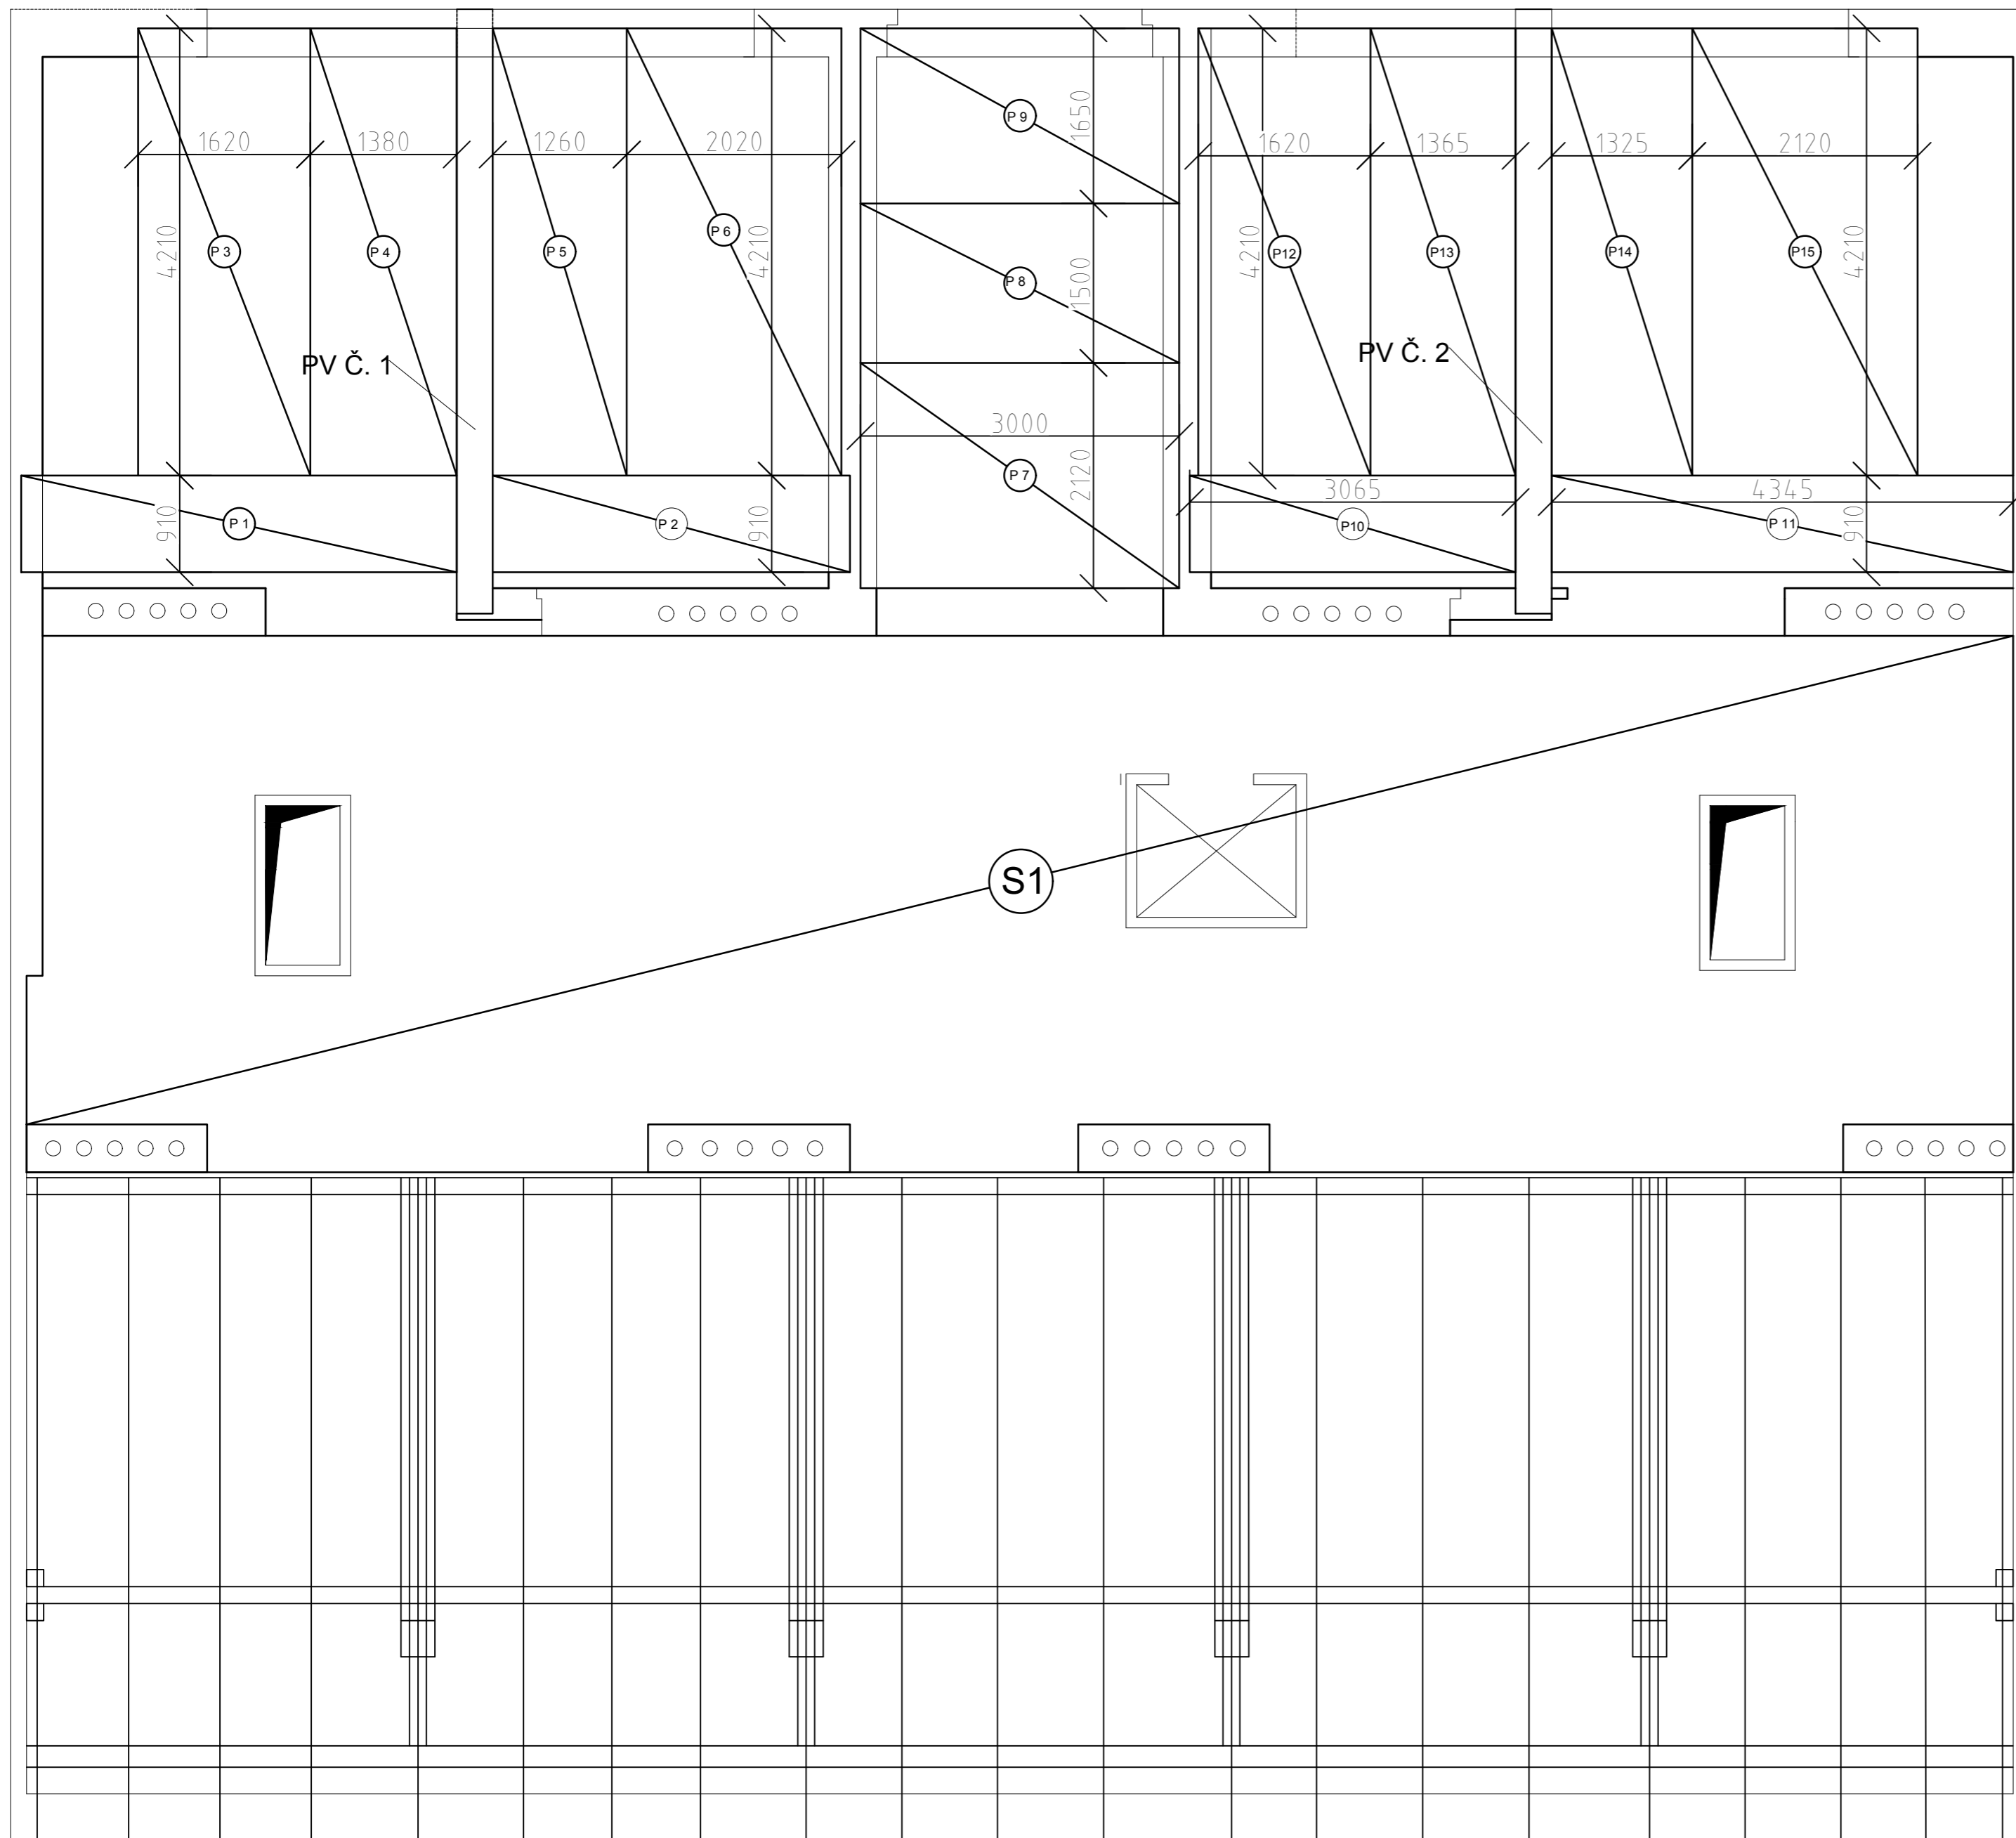 1620 1380 1260 2020 1650 1620 1365 1325 2120
P 9
4210 P 3 P 4 P 5 P 6 4210 4210 P12 P13 P14 P15 4210
P 8 1500
PV Č. 1 PV Č. 2
3000
P 7 2120
3065 4345
910 P 1 P 2 910 P10 P 11 910
S1